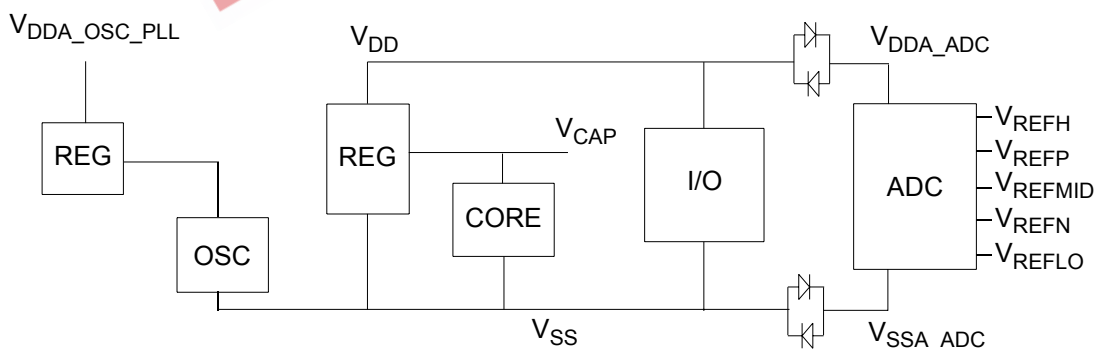 VDDA_OSC_PLL
VDD
VDDA_ADC
REG
REG
VCAP
CORE
I/O
ADC
VREFH
VREFP
VREFMID
VREFN
VREFLO
OSC
VSS
VSSA_ADC